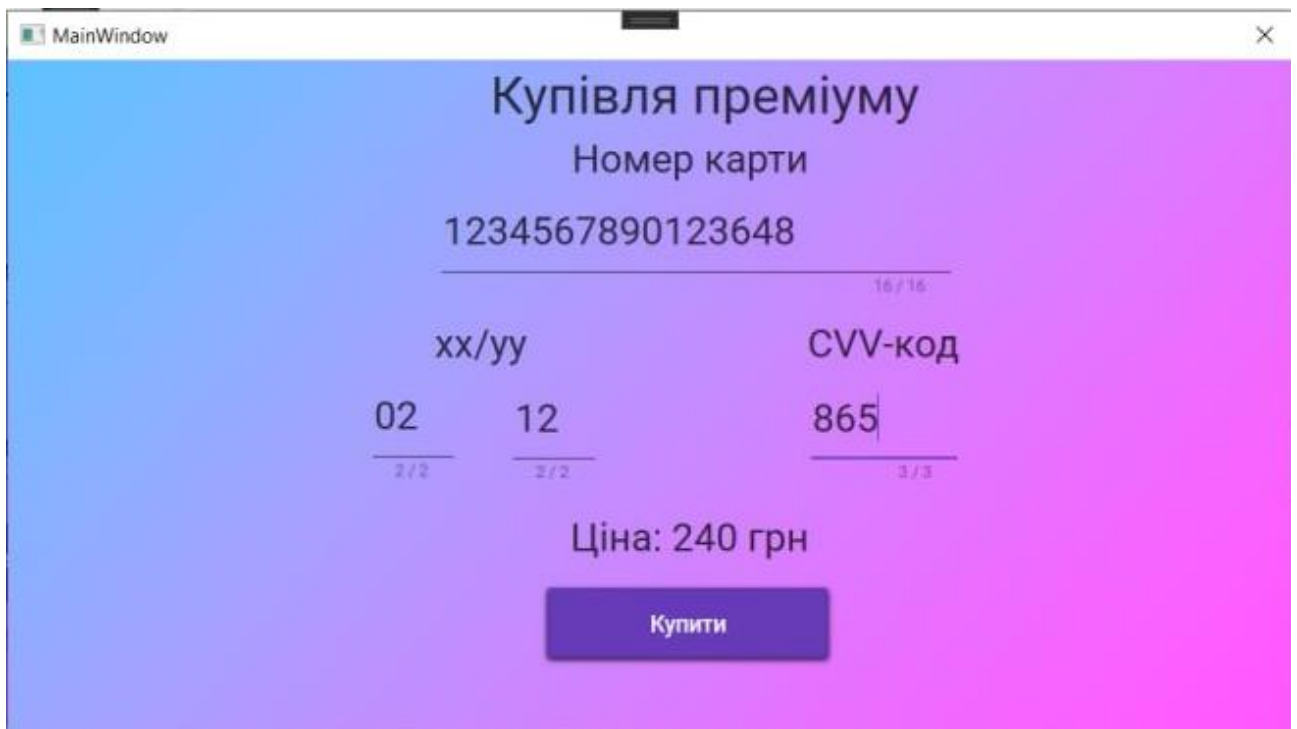 MainWindow
Купівля преміуму
Номер карти
1234567890123648
16 / 16
xx/yy CVV-код
02 12 865
2 / 2 2 / 2 3 / 3
Ціна: 240 грн
Купити